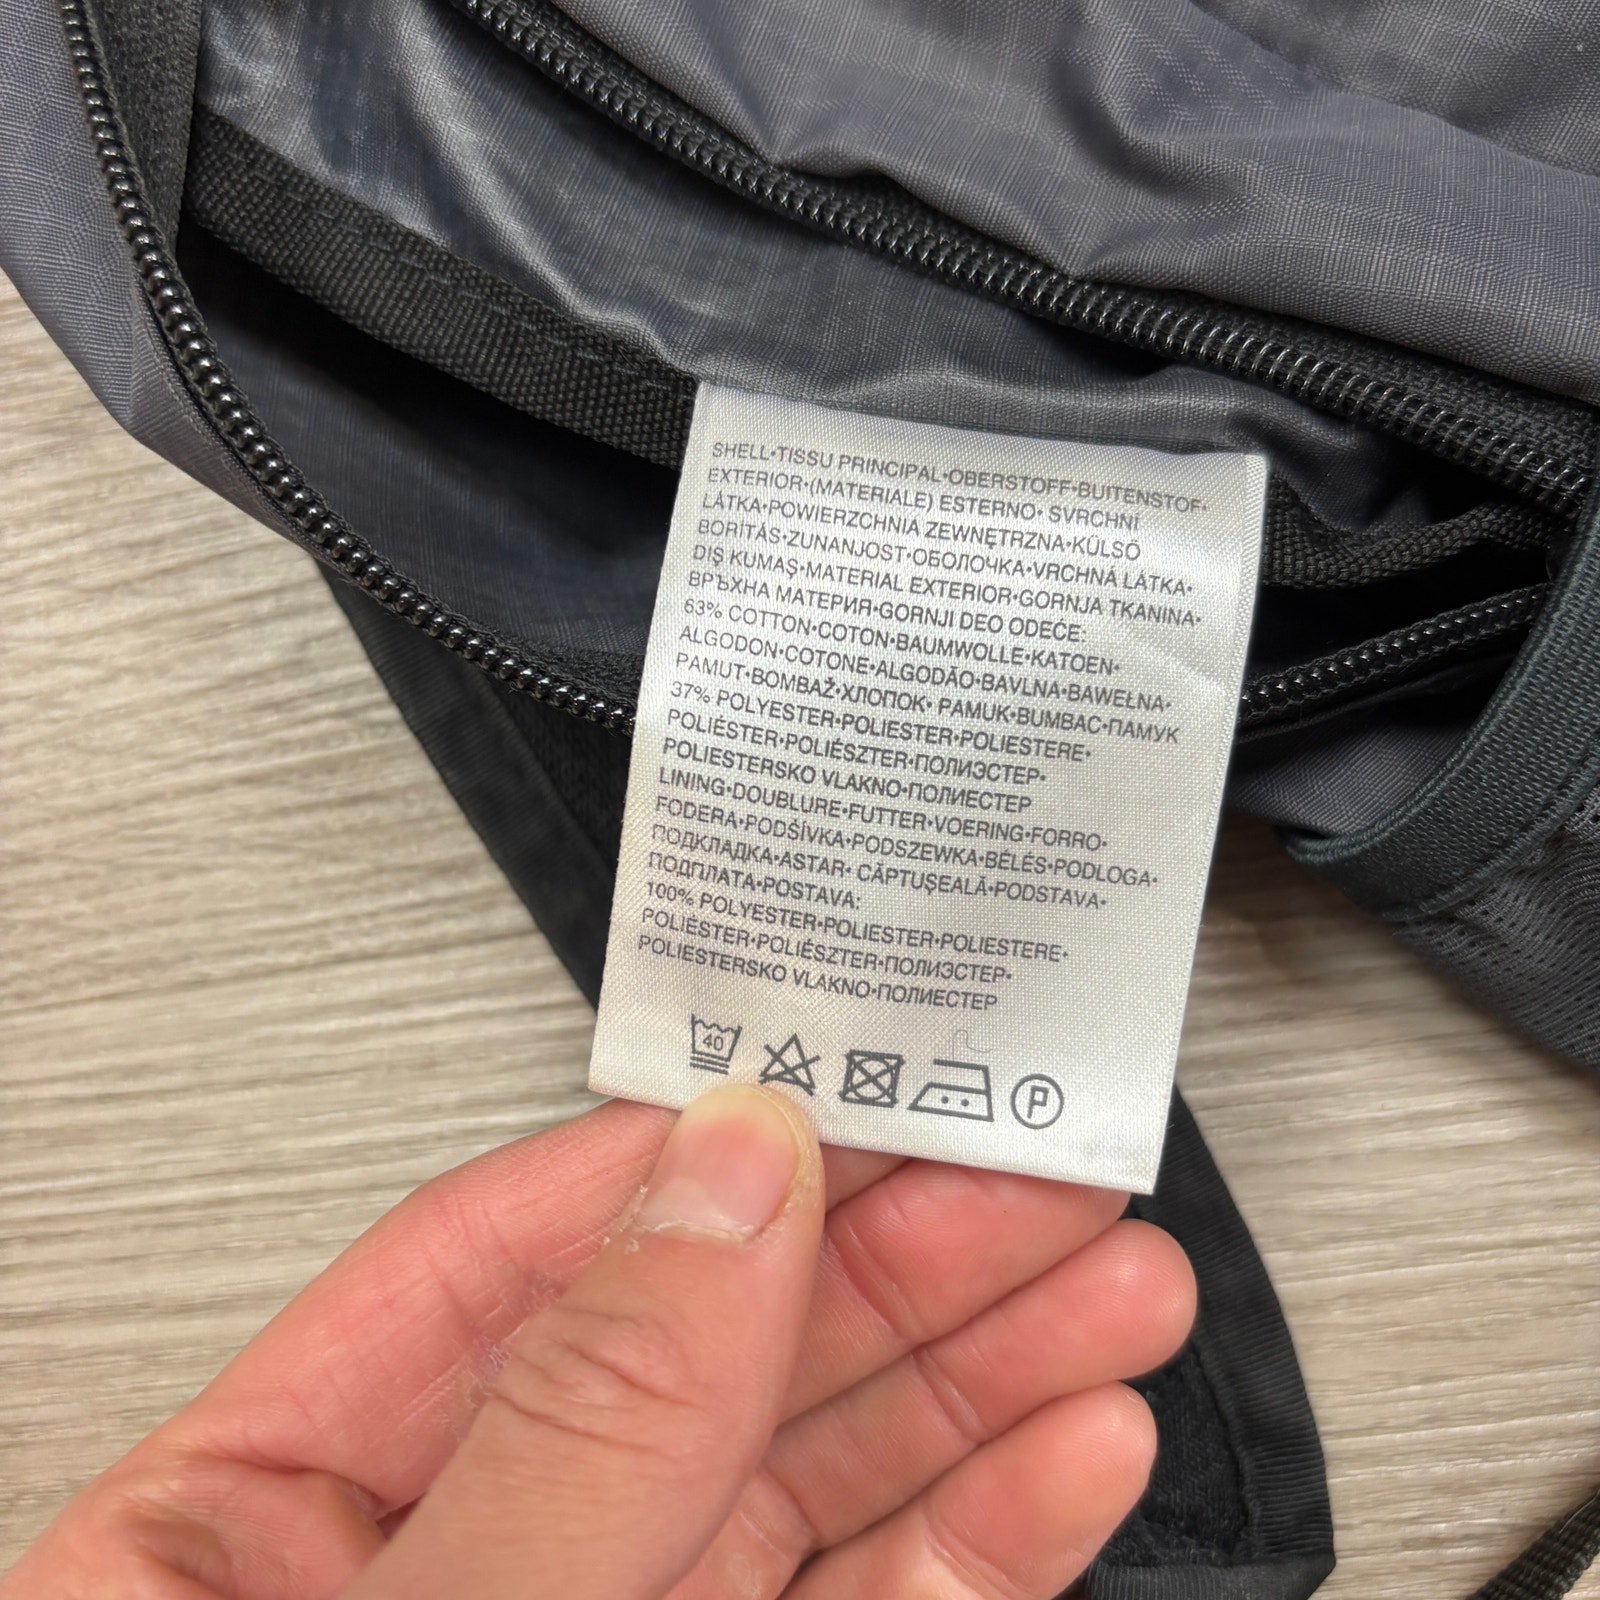 SHELL•TISSU PRINCIPAL•OBERSTOFF•BUITENSTOF•
EXTERIOR•(MATERIALE) ESTERNO• SVRCHNÍ
LÁTKA•POWIERZCHNIA ZEWNĘTRZNA•KÜLSÕ
BORÍTÁS•ZUNANJOST•ОБОЛОЧКА•VRCHNÁ LÁTKA•
DIŞ KUMAŞ•MATERIAL EXTERIOR•GORNJA TKANINA•
ВРЪХНА МАТЕРИЯ•GORNJI DEO ODEĆE:
63% COTTON•COTON•BAUMWOLLE•KATOEN•
ALGODON•COTONE•ALGODÃO•BAVLNA•BAWEŁNA•
PAMUT•BOMBAŽ•ХЛОПОК• PAMUK•BUMBAC•ПАМУК
37% POLYESTER•POLIESTER•POLIESTERE•
POLIÉSTER•POLIÉSZTER•ПОЛИЭСТЕР•
POLIESTERSKO VLAKNO•ПОЛИЕСТЕР
LINING•DOUBLURE•FUTTER•VOERING•FORRO•
FODERA•PODŠÍVKA•PODSZEWKA•BÉLÉS•PODLOGA•
ПОДКЛАДКА•ASTAR• CĂPTUŞEALĂ•PODSTAVA•
ПОДПЛАТА•POSTAVA:
100% POLYESTER•POLIESTER•POLIESTERE•
POLIÉSTER•POLIÉSZTER•ПОЛИЭСТЕР•
POLIESTERSKO VLAKNO•ПОЛИЕСТЕР
40 P